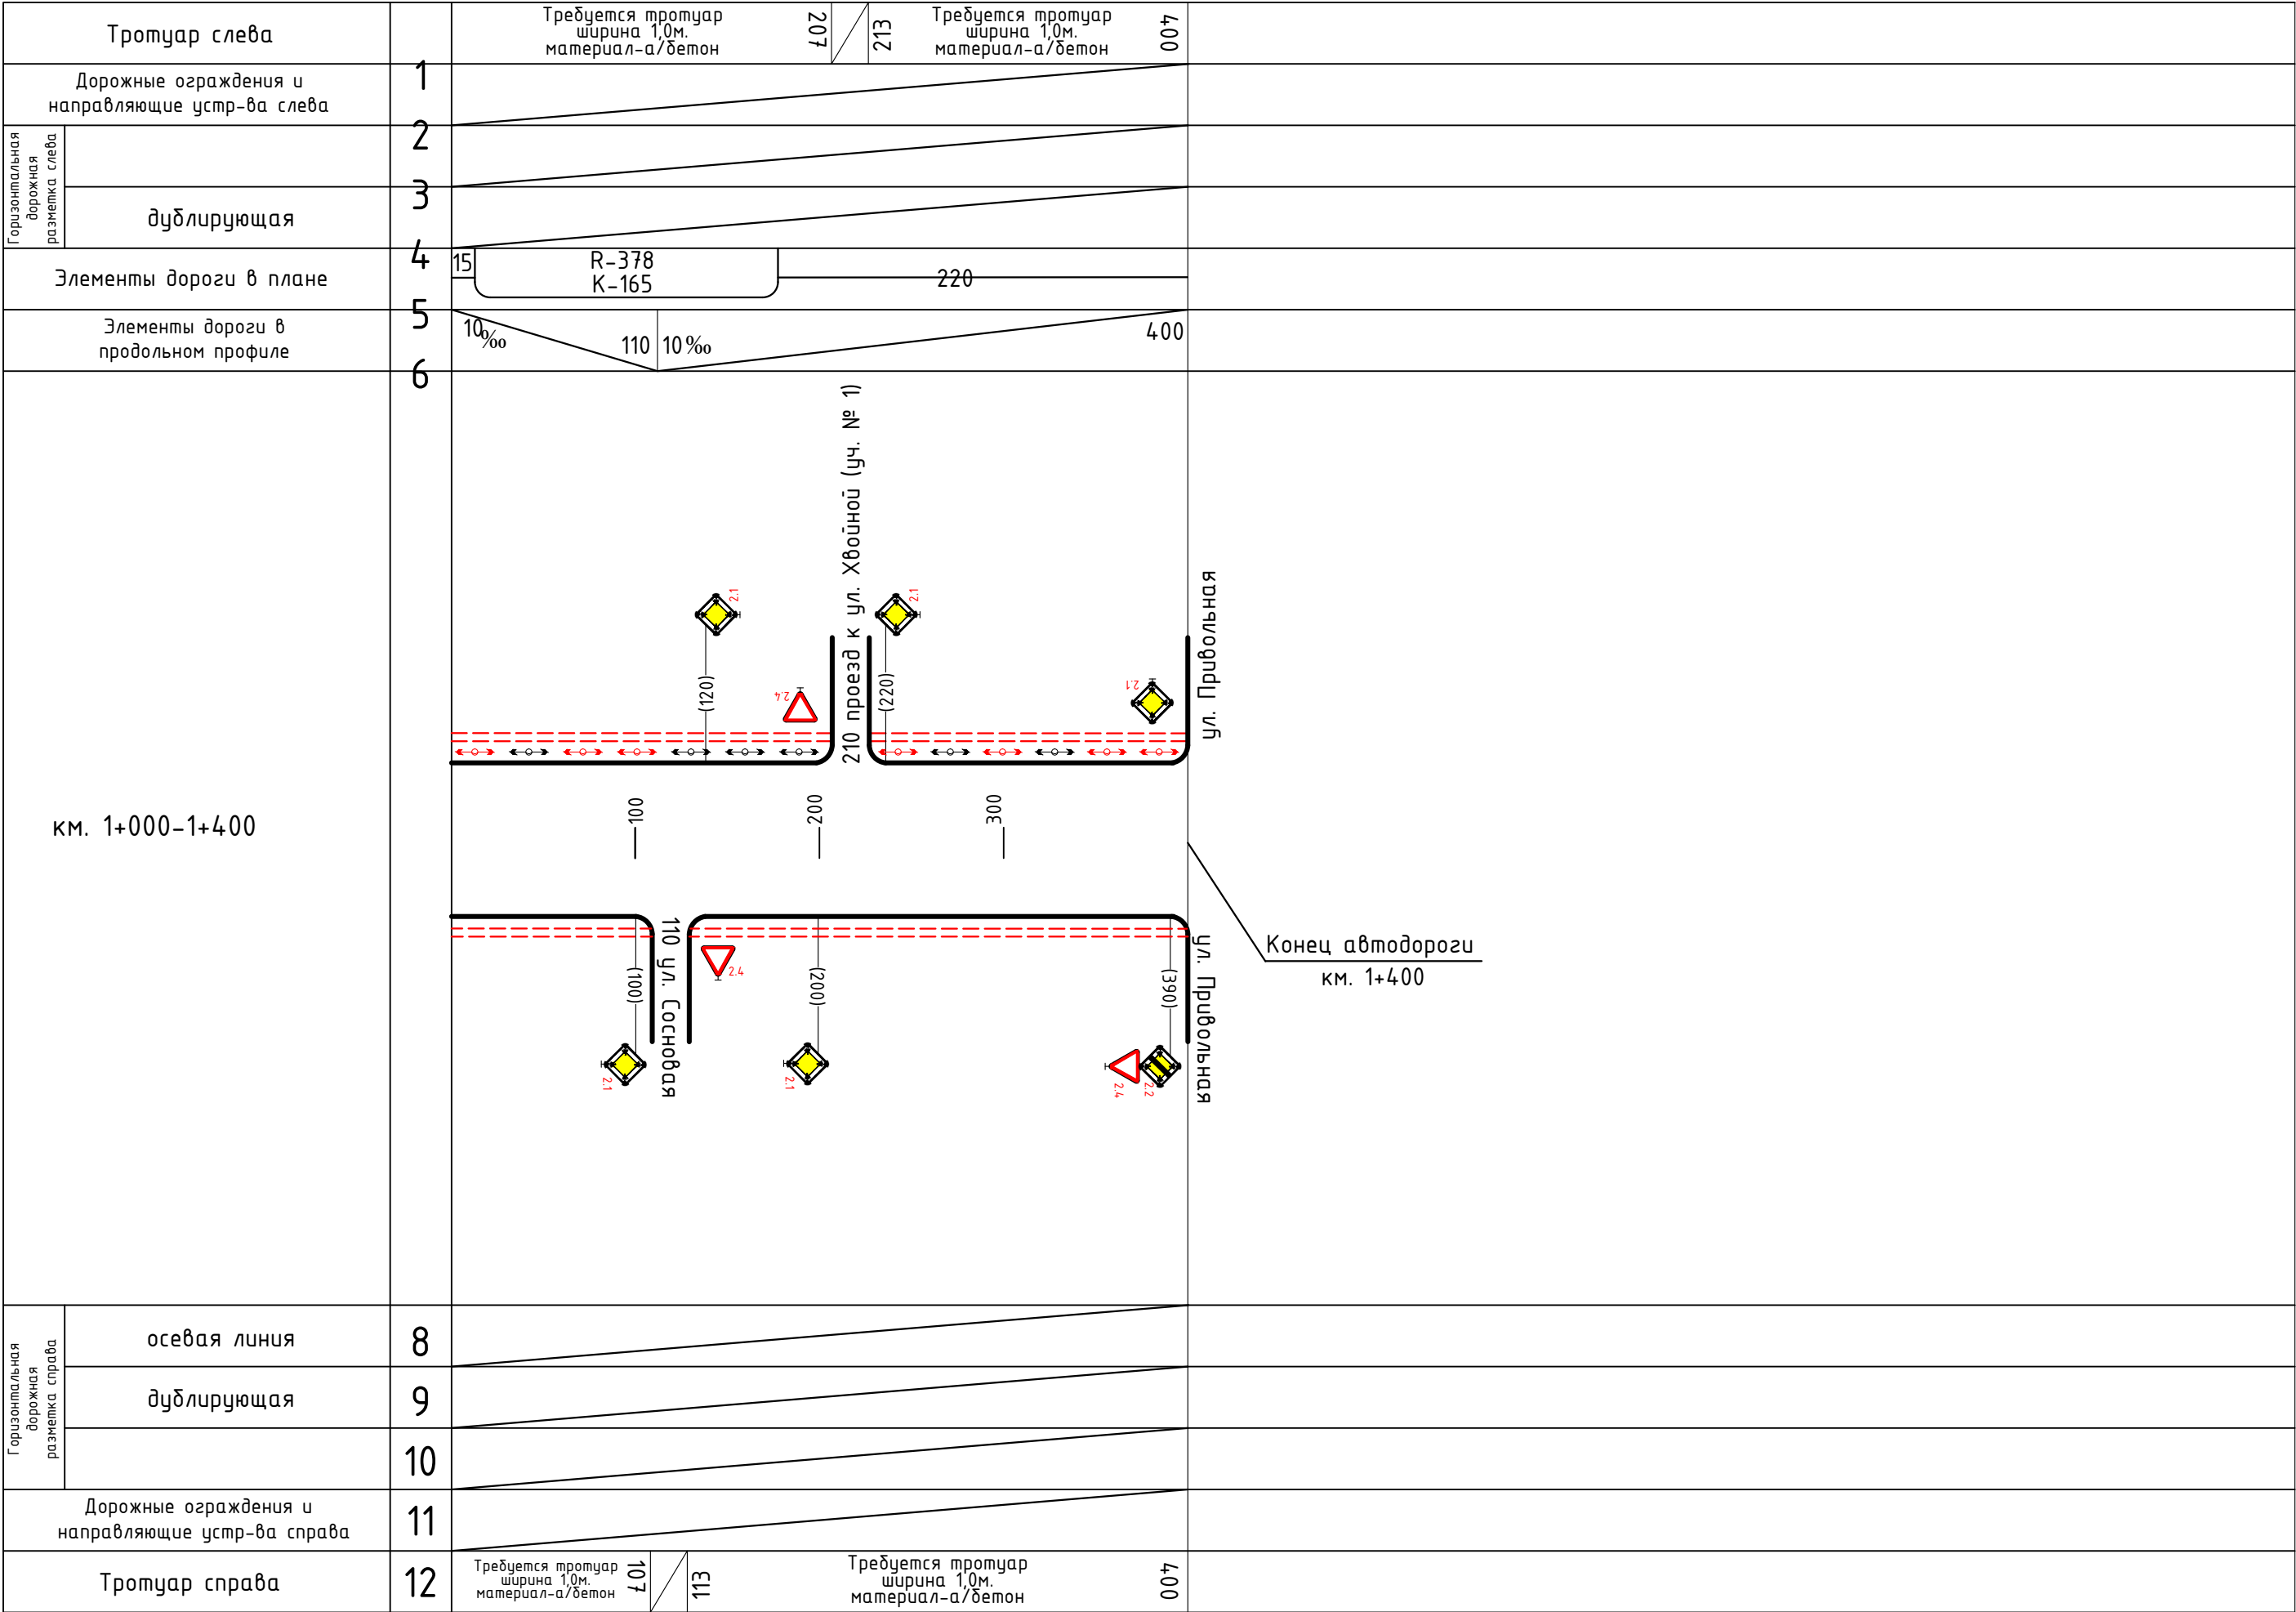 Тротуар слева
Требуется тротуар
ширина 1,0м.
материал-а/бетон
207
213
Требуется тротуар
ширина 1,0м.
материал-а/бетон
400
1
Дорожные ограждения и
направляющие устр-ва слева
2
Горизонтальная
дорожная
разметка слева
3
дублирующая
4
Элементы дороги в плане
15
R-378
K-165
220
5
Элементы дороги в
продольном профиле
10‰
110
10‰
400
6
км. 1+000-1+400
210 проезд к ул. Хвойной (уч. № 1)
ул. Привольная
2.1
2.1
(120)
2.4
(220)
2.1
100
200
300
110 ул. Сосновая
2.4
(100)
(200)
(390)
ул. Привольная
2.1
2.1
2.4
2.2
Конец автодороги
км. 1+400
Горизонтальная
дорожная
разметка справа
осевая линия
8
дублирующая
9
10
Дорожные ограждения и
направляющие устр-ва справа
11
Тротуар справа
12
Требуется тротуар
ширина 1,0м.
материал-а/бетон
107
113
Требуется тротуар
ширина 1,0м.
материал-а/бетон
400